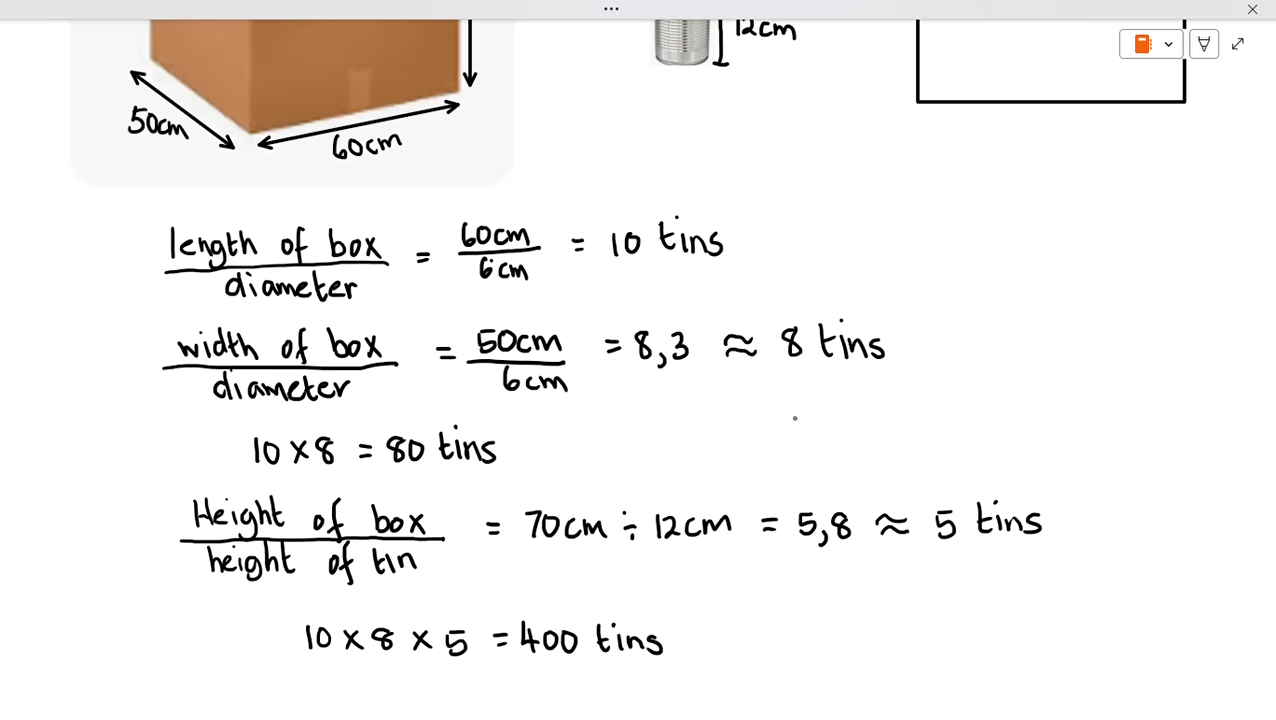 12cm
50cm
60cm
length of box / diameter = 60cm / 6cm = 10 tins
width of box / diameter = 50cm / 6cm = 8,3 ≈ 8 tins
10 × 8 = 80 tins
Height of box / height of tin = 70cm ÷ 12cm = 5,8 ≈ 5 tins
10 × 8 × 5 = 400 tins